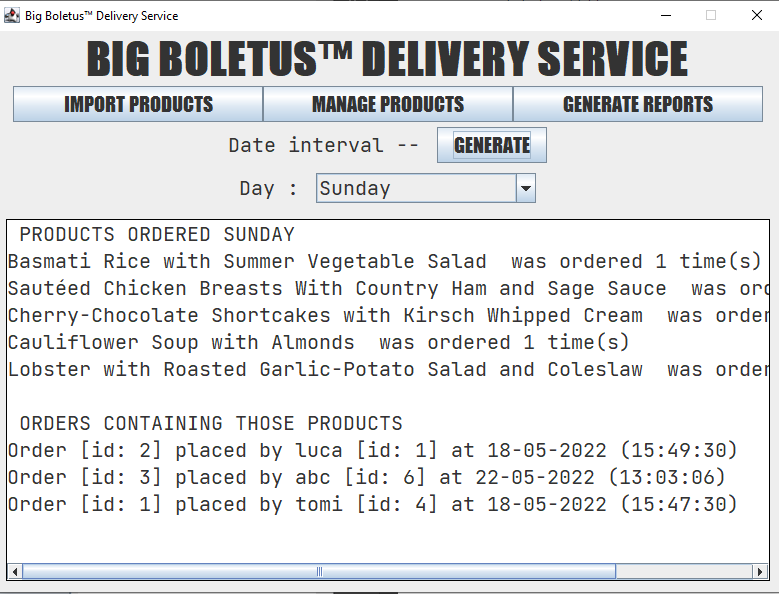 Big Boletus™ Delivery Service
BIG BOLETUS™ DELIVERY SERVICE
IMPORT PRODUCTS MANAGE PRODUCTS GENERATE REPORTS
Date interval -- GENERATE
Day : Sunday
PRODUCTS ORDERED SUNDAY
Basmati Rice with Summer Vegetable Salad  was ordered 1 time(s)
Sautéed Chicken Breasts With Country Ham and Sage Sauce  was
Cherry-Chocolate Shortcakes with Kirsch Whipped Cream  was
Cauliflower Soup with Almonds  was ordered 1 time(s)
Lobster with Roasted Garlic-Potato Salad and Coleslaw  was
ORDERS CONTAINING THOSE PRODUCTS
Order [id: 2] placed by luca [id: 1] at 18-05-2022 (15:49:30)
Order [id: 3] placed by abc [id: 6] at 22-05-2022 (13:03:06)
Order [id: 1] placed by tomi [id: 4] at 18-05-2022 (15:47:30)